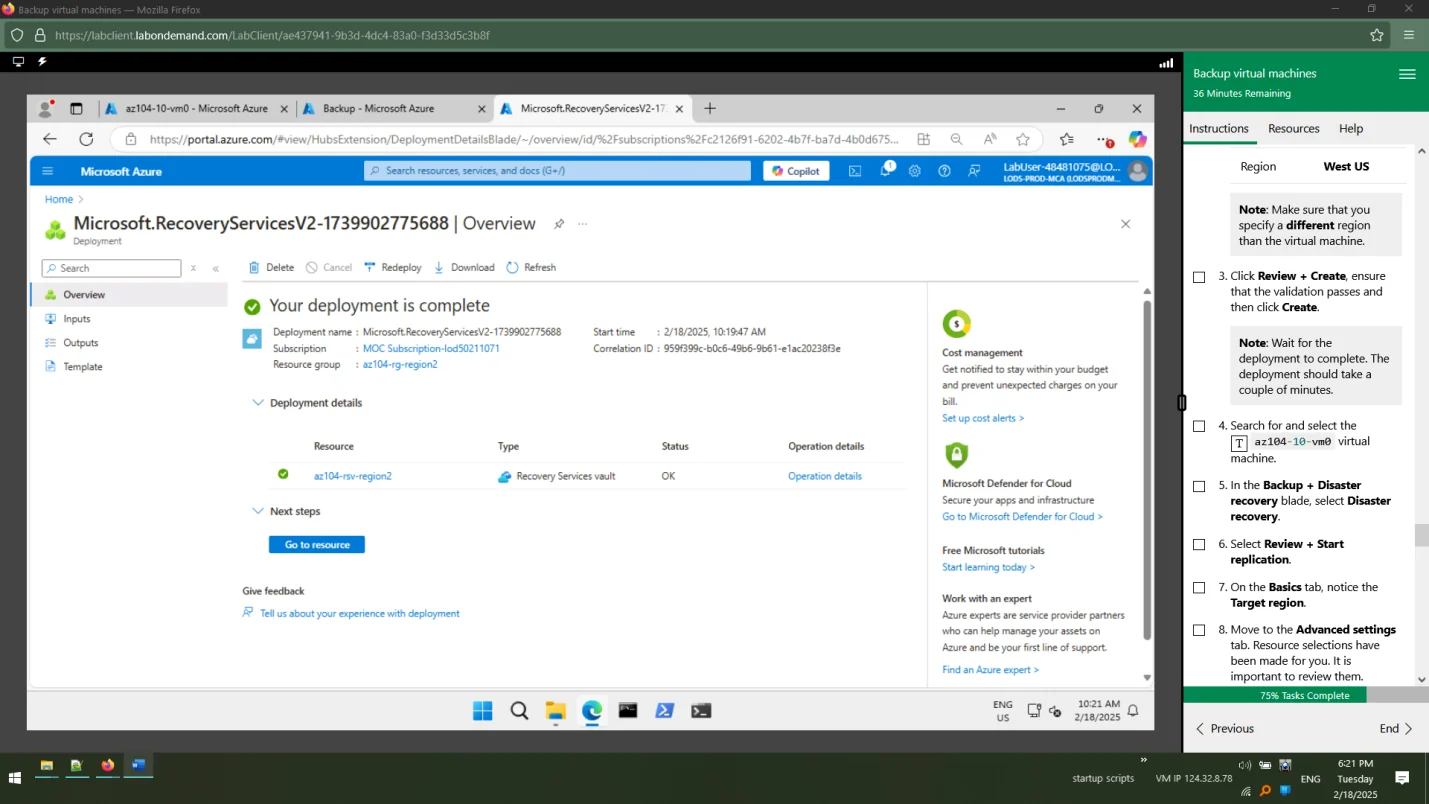 Backup virtual machines — Mozilla Firefox
https://labclient.labondemand.com/LabClient/ae437941-9b3d-4dc4-83a0-f3d33d5c3b8f
az104-10-vm0 - Microsoft Azure
Backup - Microsoft Azure
Microsoft.RecoveryServicesV2-17
https://portal.azure.com/#view/HubsExtension/DeploymentDetailsBlade/~/overview/id/%2Fsubscriptions%2Fc2126f91-6202-4b7f-ba7d-4b0d675...
Microsoft Azure
Search resources, services, and docs (G+/)
Copilot
1
LabUser-48481075@LO...
LODS-PROD-MCA (LODSPRODM...
Home >
Microsoft.RecoveryServicesV2-1739902775688 | Overview
Deployment
Search
Delete
Cancel
Redeploy
Download
Refresh
Overview
Inputs
Outputs
Template
Your deployment is complete
Deployment name : Microsoft.RecoveryServicesV2-1739902775688
Subscription : MOC Subscription-lod50211071
Resource group : az104-rg-region2
Start time : 2/18/2025, 10:19:47 AM
Correlation ID : 959f399c-b0c6-49b6-9b61-e1ac20238f3e
Deployment details
Resource Type Status Operation details
az104-rsv-region2 Recovery Services vault OK Operation details
Next steps
Go to resource
Give feedback
Tell us about your experience with deployment
Cost management
Get notified to stay within your budget
and prevent unexpected charges on your
bill.
Set up cost alerts >
Microsoft Defender for Cloud
Secure your apps and infrastructure
Go to Microsoft Defender for Cloud >
Free Microsoft tutorials
Start learning today >
Work with an expert
Azure experts are service provider partners
who can help manage your assets on
Azure and be your first line of support.
Find an Azure expert >
ENG
US
10:21 AM
2/18/2025
Backup virtual machines
36 Minutes Remaining
Instructions Resources Help
Region West US
Note: Make sure that you
specify a different region
than the virtual machine.
3. Click Review + Create, ensure
that the validation passes and
then click Create.
Note: Wait for the
deployment to complete. The
deployment should take a
couple of minutes.
4. Search for and select the
T az104-10-vm0 virtual
machine.
5. In the Backup + Disaster
recovery blade, select Disaster
recovery.
6. Select Review + Start
replication.
7. On the Basics tab, notice the
Target region.
8. Move to the Advanced settings
tab. Resource selections have
been made for you. It is
important to review them.
75% Tasks Complete
Previous
End
startup scripts
VM IP 124.32.8.78
ENG
6:21 PM
Tuesday
2/18/2025